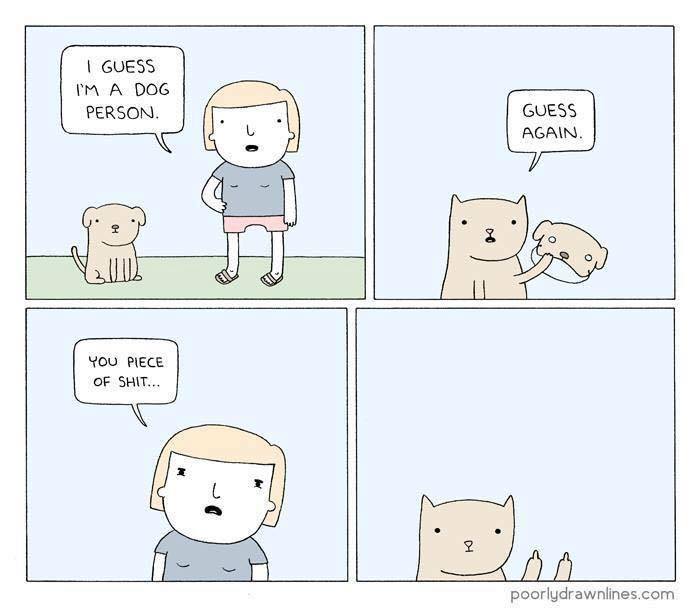 I GUESS
I'M A DOG
PERSON.
GUESS
AGAIN.
YOU PIECE
OF SHIT...
poorlydrawnlines.com